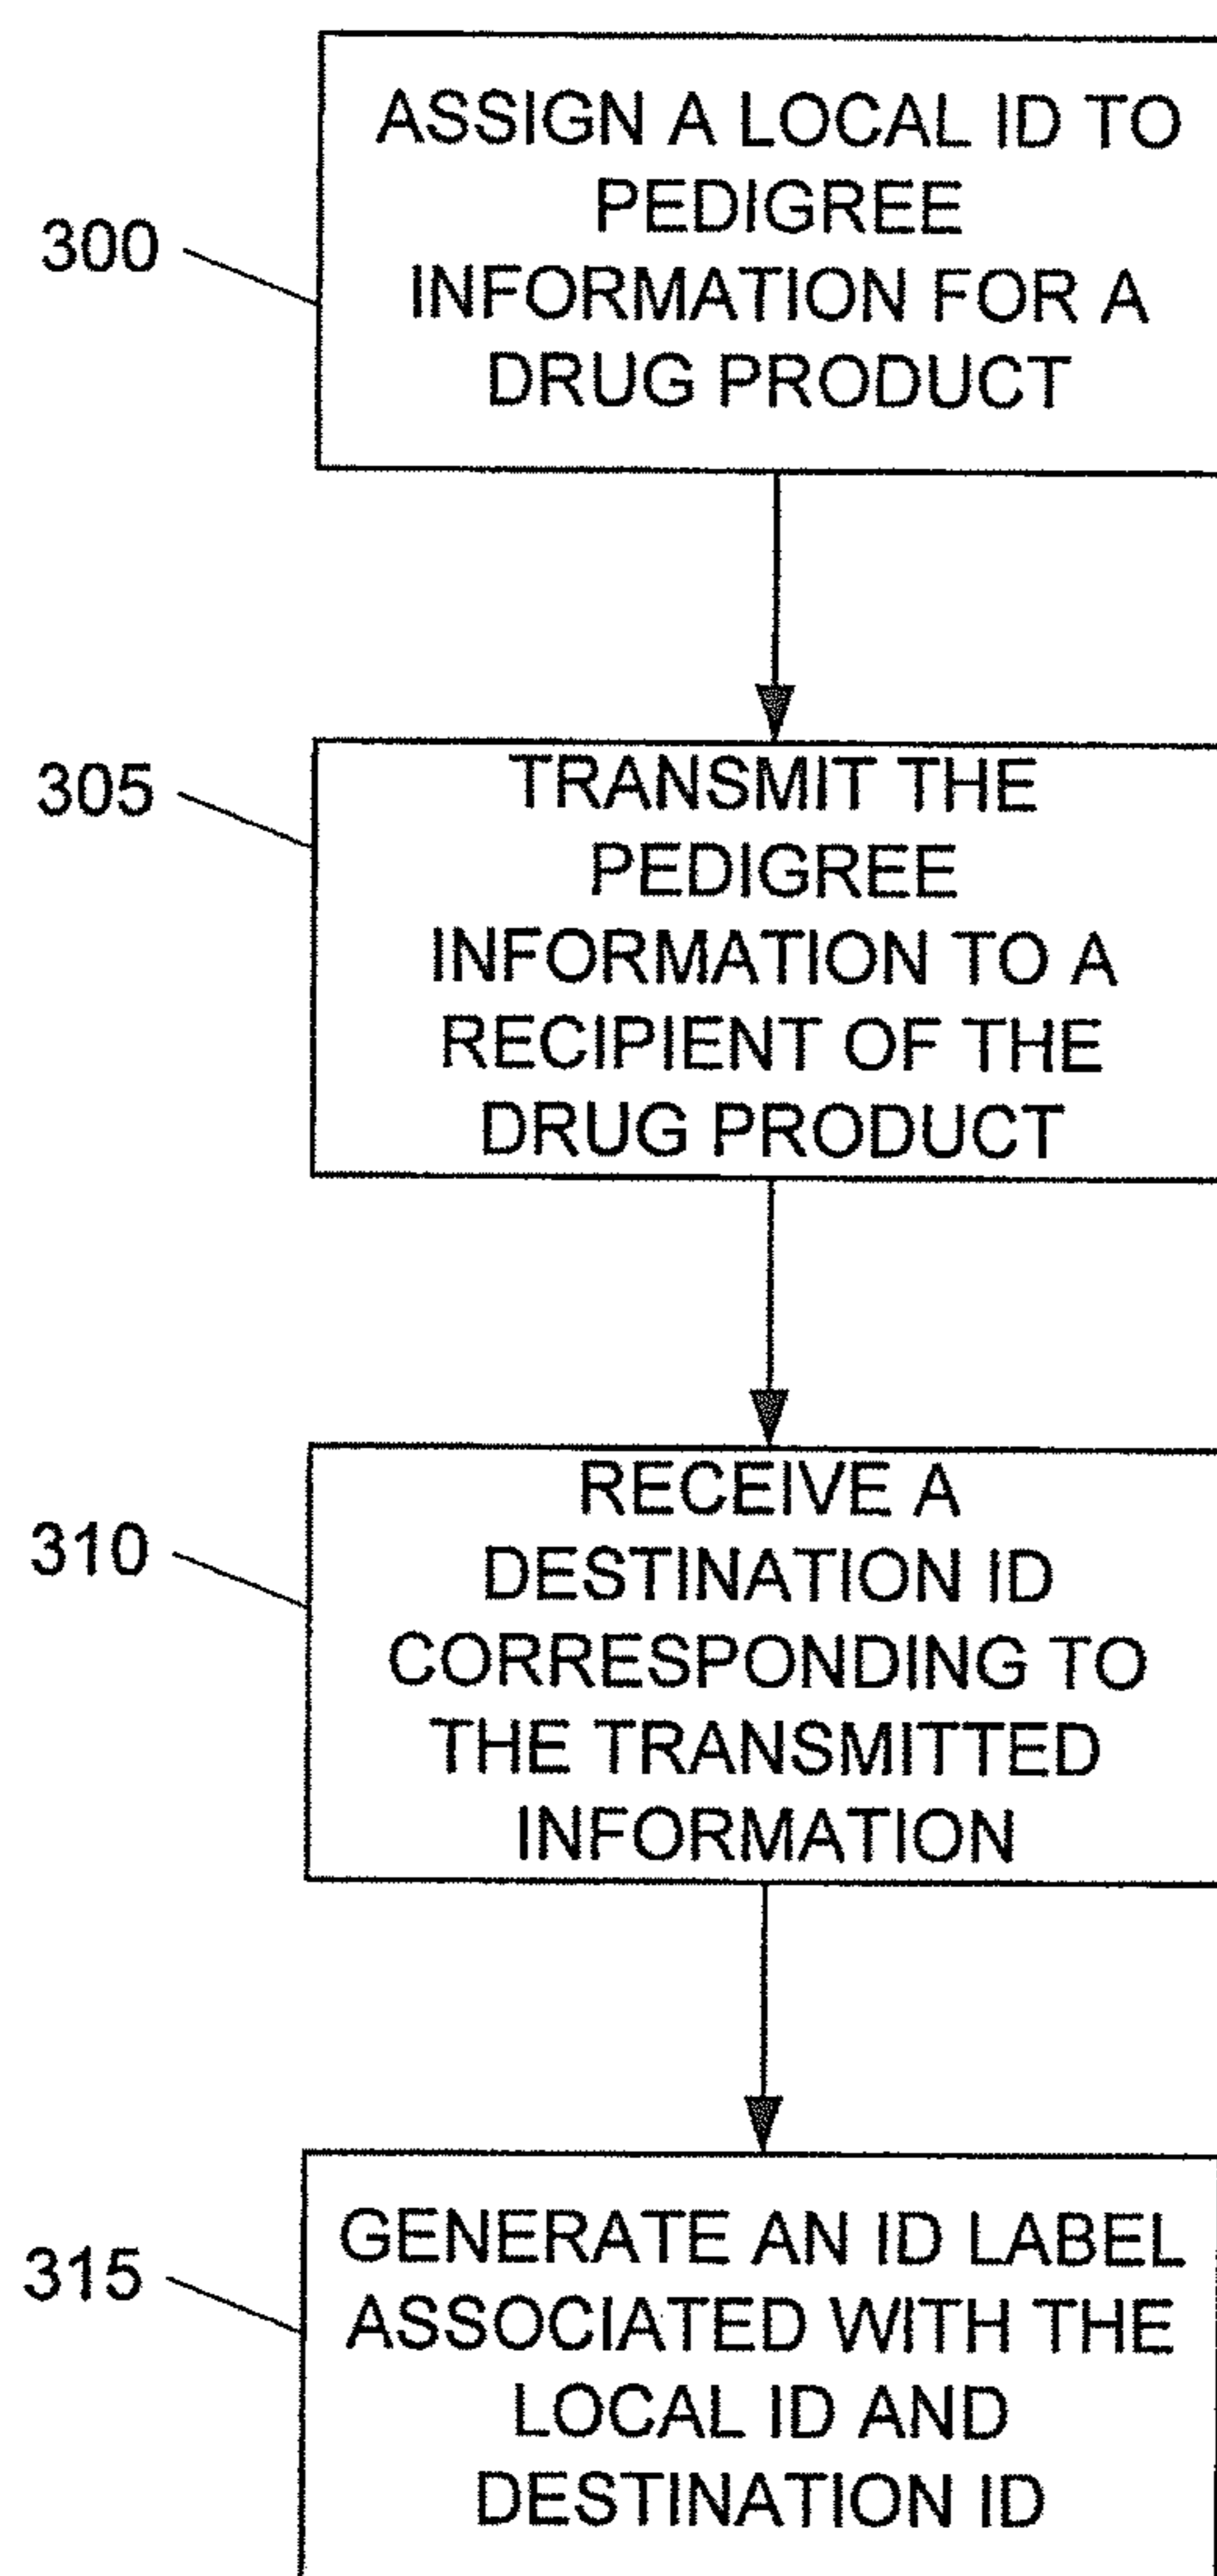 ASSIGN A LOCAL ID TO
PEDIGREE
INFORMATION FOR A
DRUG PRODUCT
300
TRANSMIT THE
PEDIGREE
INFORMATION TO A
RECIPIENT OF THE
DRUG PRODUCT
305
RECEIVE A
DESTINATION ID
CORRESPONDING TO
THE TRANSMITTED
INFORMATION
310
GENERATE AN ID LABEL
ASSOCIATED WITH THE
LOCAL ID AND
DESTINATION ID
315